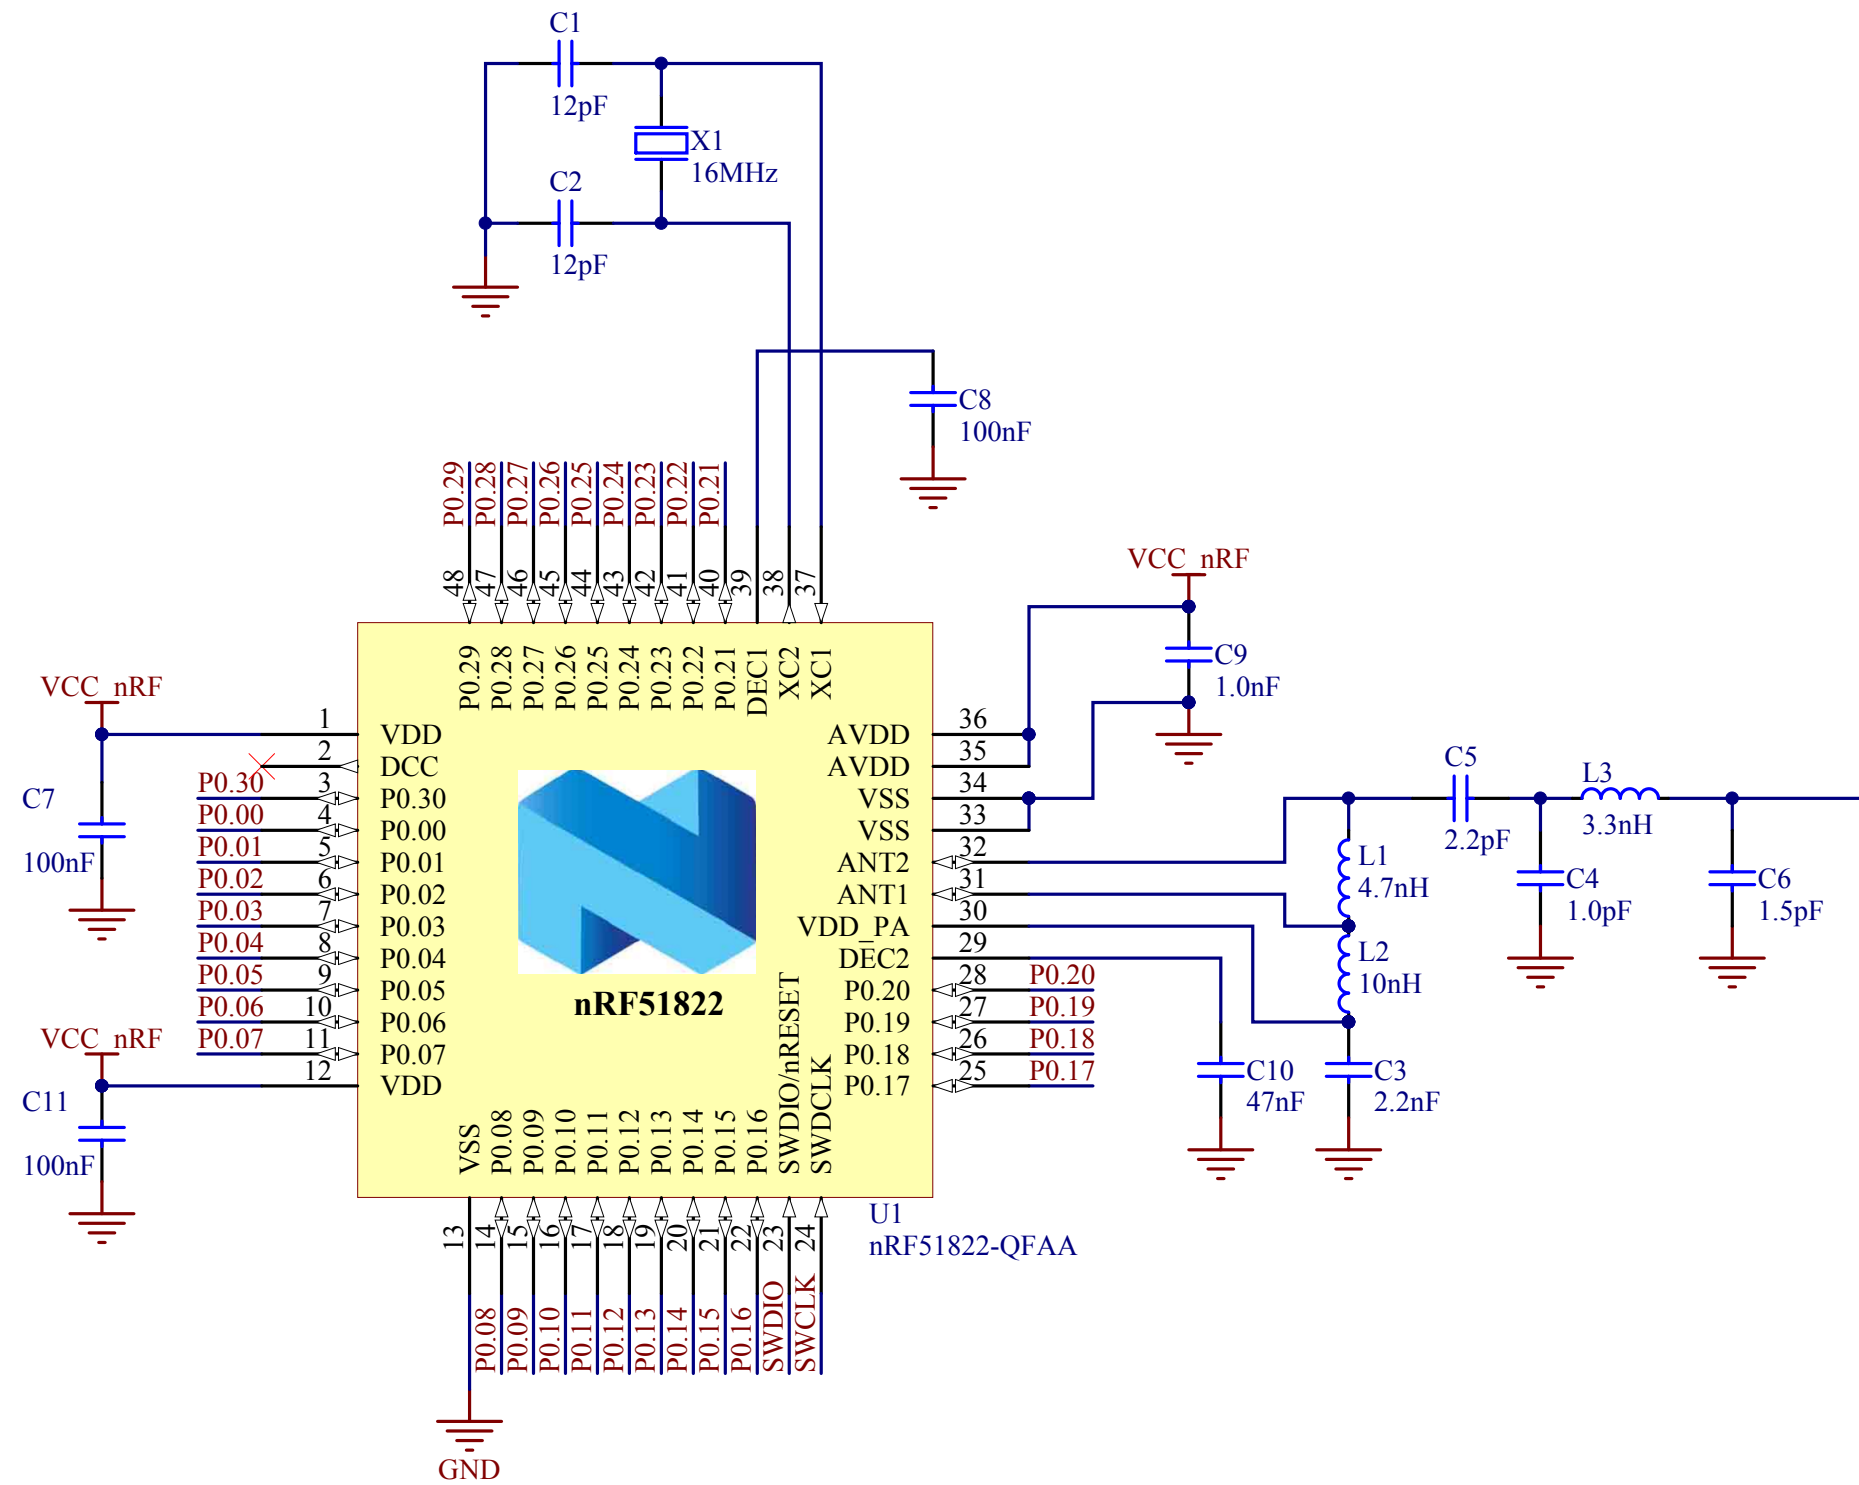 C1
12pF
X1
16MHz
C2
12pF
C8
100nF
P0.29
P0.28
P0.27
P0.26
P0.25
P0.24
P0.23
P0.22
P0.21
48
47
46
45
44
43
42
41
40
39
38
37
P0.29
P0.28
P0.27
P0.26
P0.25
P0.24
P0.23
P0.22
P0.21
DEC1
XC2
XC1
VCC_nRF
C9
1.0nF
VCC_nRF
C7
100nF
1 VDD
2 DCC
P0.30 3 P0.30
P0.00 4 P0.00
P0.01 5 P0.01
P0.02 6 P0.02
P0.03 7 P0.03
P0.04 8 P0.04
P0.05 9 P0.05
P0.06 10 P0.06
P0.07 11 P0.07
12 VDD
VCC_nRF
C11
100nF
nRF51822
AVDD 36
AVDD 35
VSS 34
VSS 33
ANT2 32
ANT1 31
VDD_PA 30
DEC2 29
P0.20 28 P0.20
P0.19 27 P0.19
P0.18 26 P0.18
P0.17 25 P0.17
C5
2.2pF
L3
3.3nH
L1
4.7nH
C4
1.0pF
C6
1.5pF
L2
10nH
C10
47nF
C3
2.2nF
VSS
P0.08
P0.09
P0.10
P0.11
P0.12
P0.13
P0.14
P0.15
P0.16
SWDIO/nRESET
SWDCLK
13
14
15
16
17
18
19
20
21
22
23
24
U1
nRF51822-QFAA
P0.08
P0.09
P0.10
P0.11
P0.12
P0.13
P0.14
P0.15
P0.16
SWDIO
SWCLK
GND